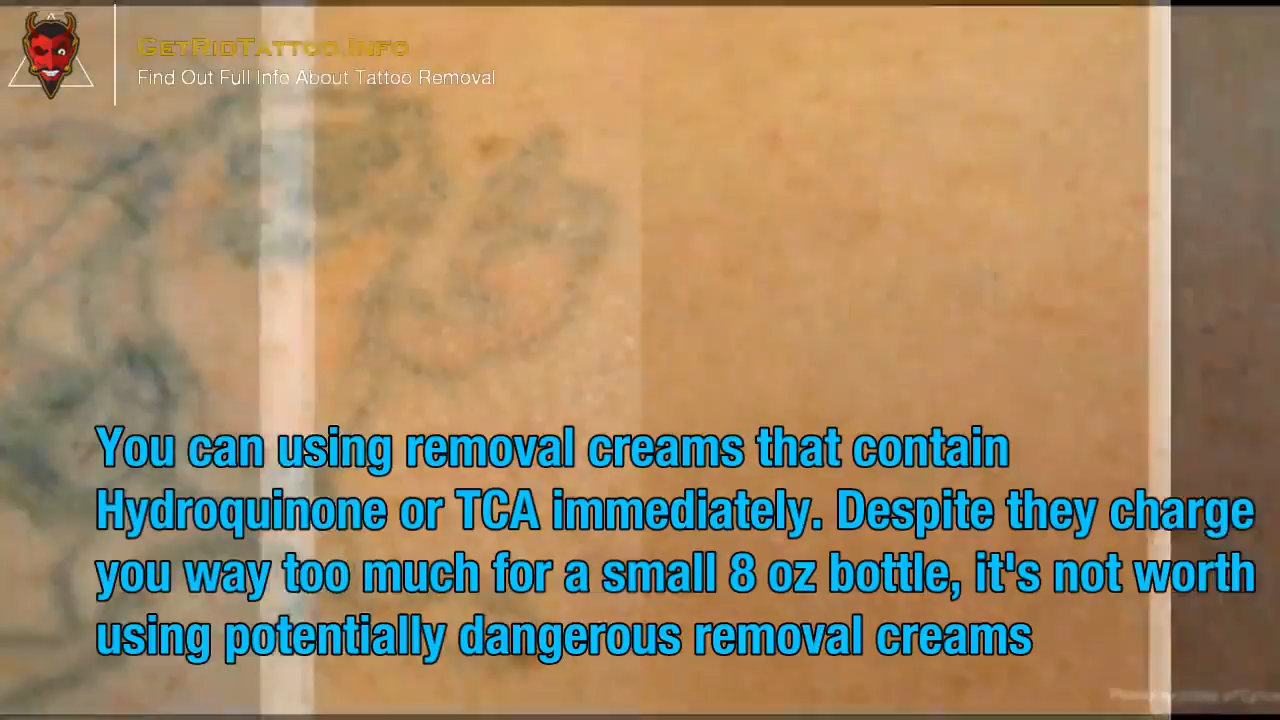 GetRidTattoo.Info
Find Out Full Info About Tattoo Removal
You can using removal creams that contain
Hydroquinone or TCA immediately. Despite they charge
you way too much for a small 8 oz bottle, it's not worth
using potentially dangerous removal creams